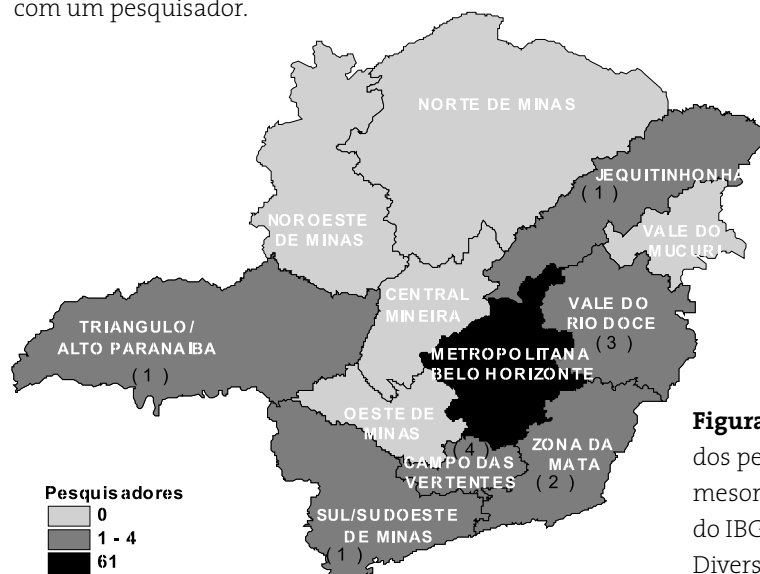 com um pesquisador.
NORTE DE MINAS
JEQUITINHONHA
(1)
NOROESTE
DE MINAS
VALE DO
MUCURI
CENTRAL
MINEIRA
VALE DO
RIO DOCE
(3)
TRIANGULO/
ALTO PARANAIBA
(1)
METROPOLITANA
BELO HORIZONTE
OESTE DE
MINAS
(4)
CAMPO DAS
VERTENTES
ZONA DA
MATA
(2)
SUL/SUDOESTE
DE MINAS
(1)
Pesquisadores
0
1 - 4
61
Figura
dos pe
mesor
do IBG
Divers